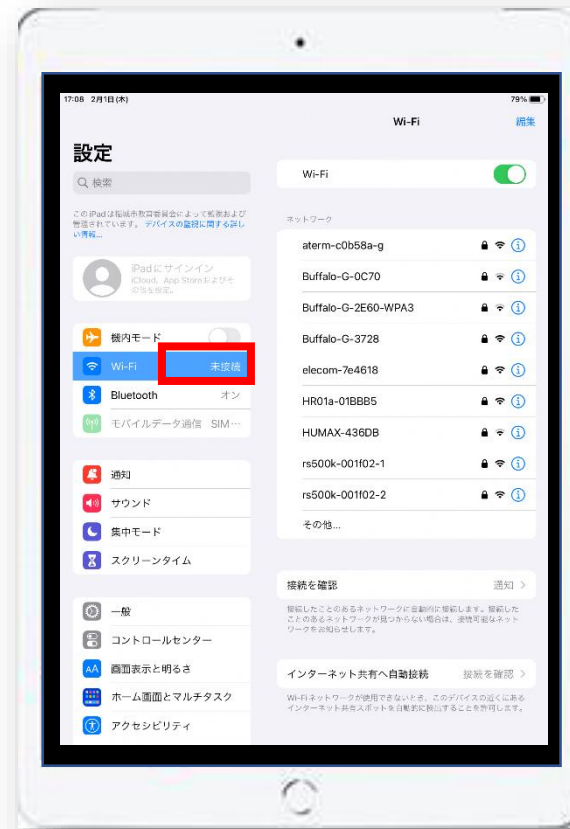 17:08 2月1日(木)
79%
Wi-Fi
編集
設定
検索
このiPadは稲城市教育委員会によって監視および
管理されています。デバイスの監視に関する詳し
い情報...
iPadにサインイン
iCloud、App Storeおよびそ
の他を設定。
機内モード
Wi-Fi 未接続
Bluetooth オン
モバイルデータ通信 SIM…
通知
サウンド
集中モード
スクリーンタイム
一般
コントロールセンター
AA 画面表示と明るさ
ホーム画面とマルチタスク
アクセシビリティ
Wi-Fi
ネットワーク
aterm-c0b58a-g
Buffalo-G-0C70
Buffalo-G-2E60-WPA3
Buffalo-G-3728
elecom-7e4618
HR01a-01BBB5
HUMAX-436DB
rs500k-001f02-1
rs500k-001f02-2
その他...
接続を確認 通知
接続したことのあるネットワークに自動的に接続します。接続した
ことのあるネットワークが見つからない場合は、接続可能なネット
ワークをお知らせします。
インターネット共有へ自動接続 接続を確認
Wi-Fiネットワークが使用できないとき、このデバイスの近くにある
インターネット共有スポットを自動的に検出することを許可します。